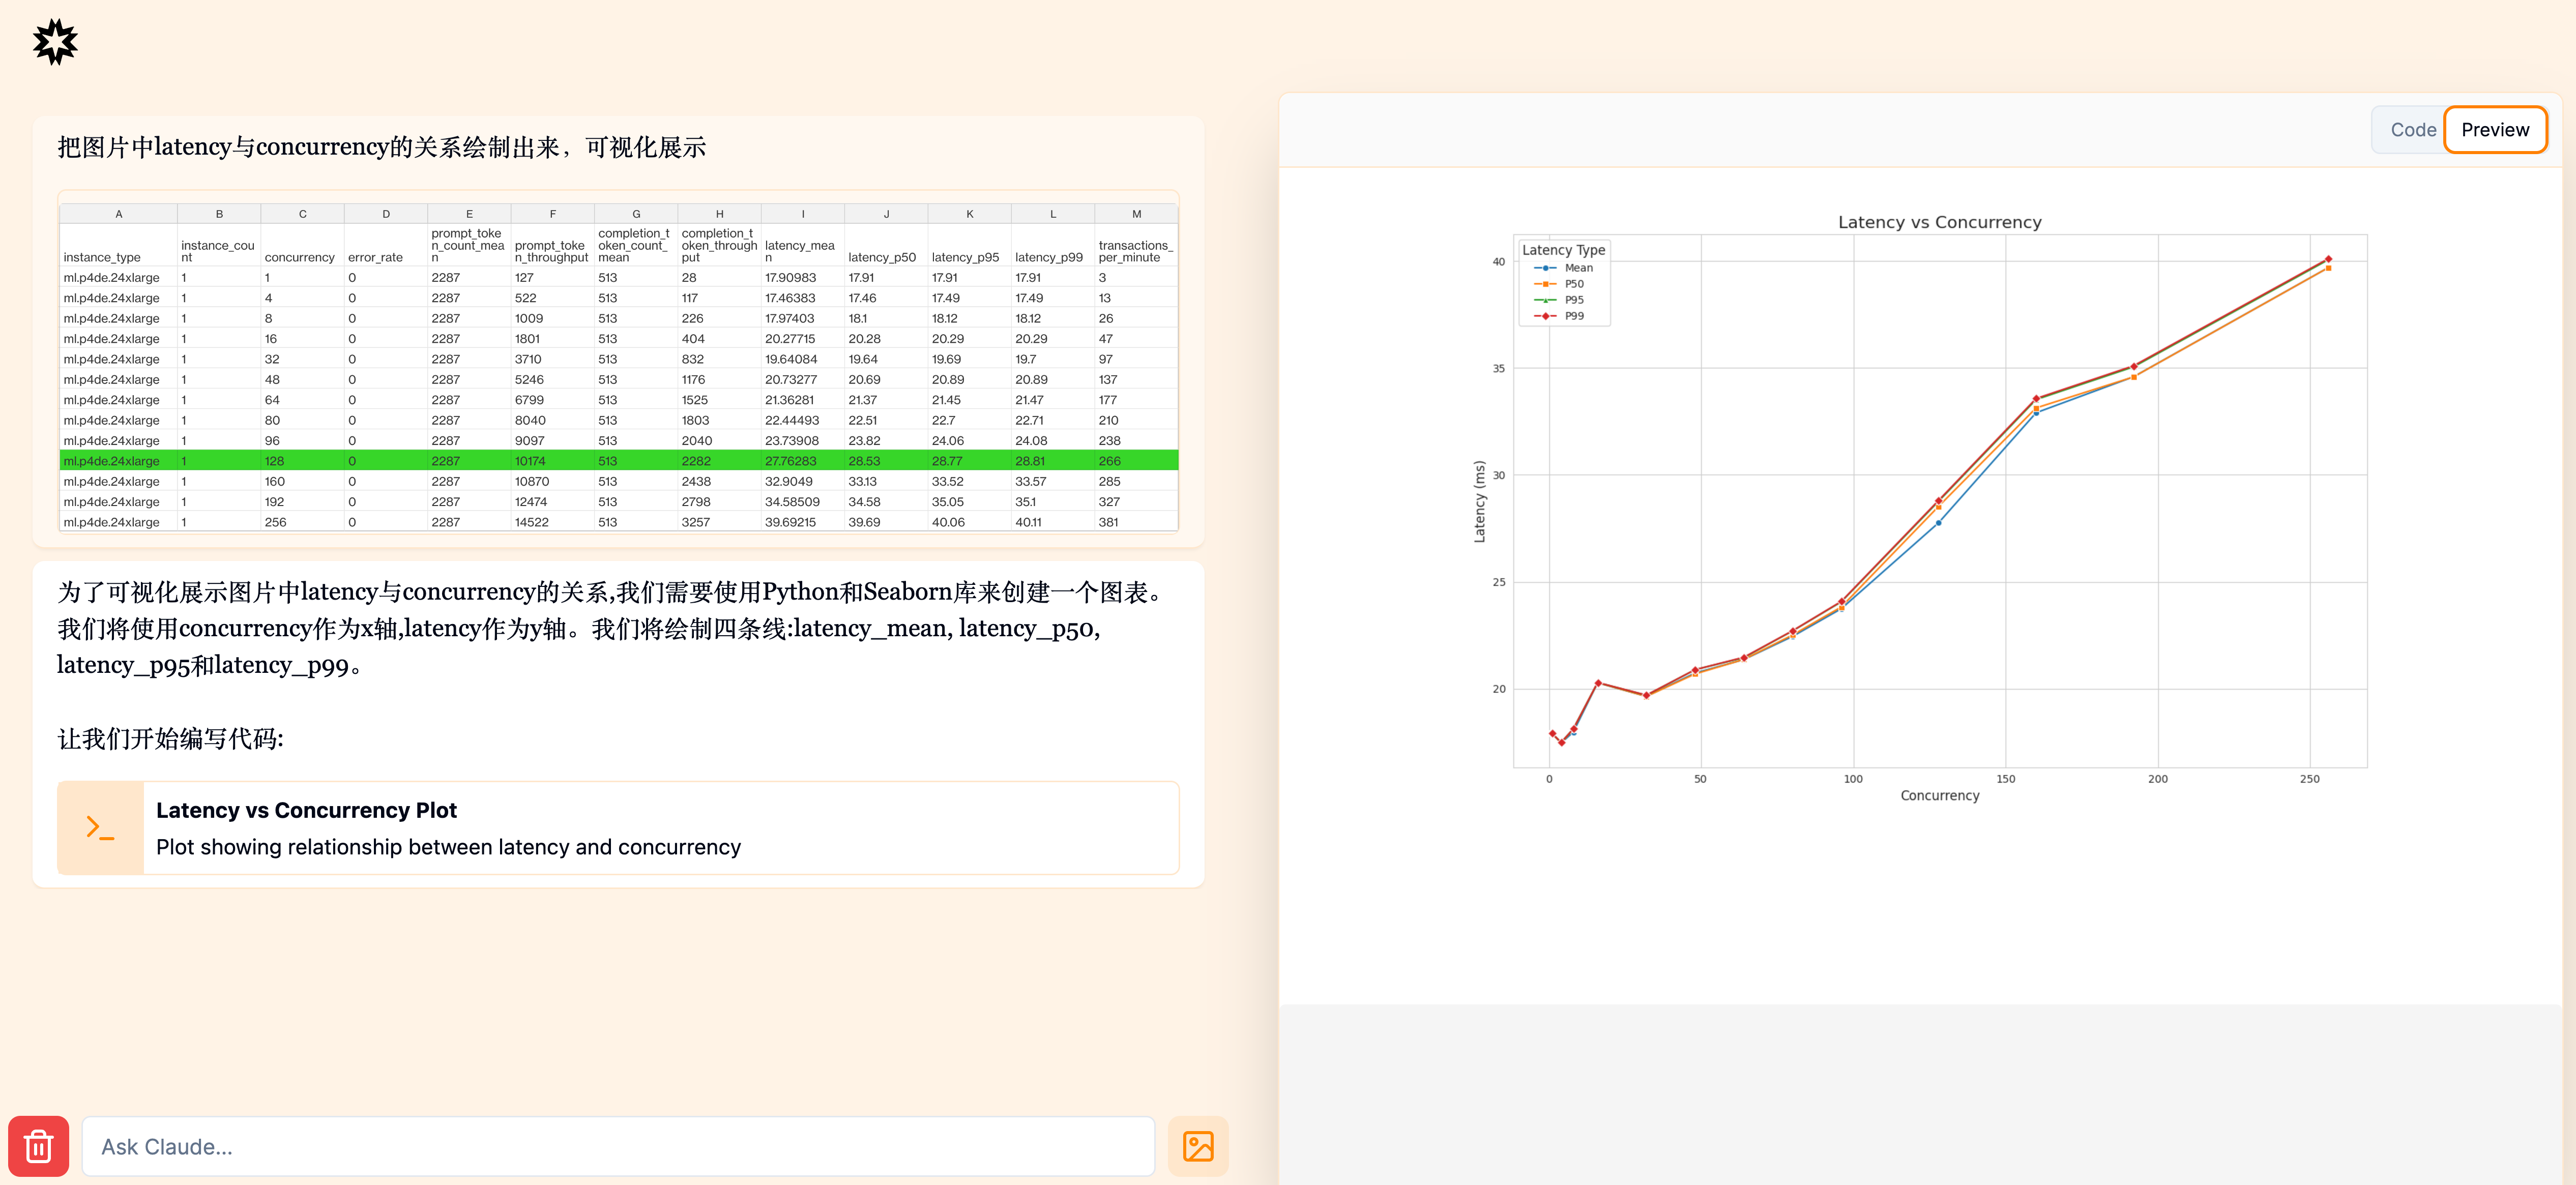 把图片中latency与concurrency的关系绘制出来，可视化展示
A B C D E F G H I J K L M
instance_type instance_count concurrency error_rate prompt_token_count_mean prompt_token_throughput completion_token_count_mean completion_token_throughput latency_mean latency_p50 latency_p95 latency_p99 transactions_per_minute
ml.p4de.24xlarge 1 1 0 2287 127 513 28 17.90983 17.91 17.91 17.91 3
ml.p4de.24xlarge 1 4 0 2287 522 513 117 17.46383 17.46 17.49 17.49 13
ml.p4de.24xlarge 1 8 0 2287 1009 513 226 17.97403 18.1 18.12 18.12 26
ml.p4de.24xlarge 1 16 0 2287 1801 513 404 20.27715 20.28 20.29 20.29 47
ml.p4de.24xlarge 1 32 0 2287 3710 513 832 19.64084 19.64 19.69 19.7 97
ml.p4de.24xlarge 1 48 0 2287 5246 513 1176 20.73277 20.69 20.89 20.89 137
ml.p4de.24xlarge 1 64 0 2287 6799 513 1525 21.36281 21.37 21.45 21.47 177
ml.p4de.24xlarge 1 80 0 2287 8040 513 1803 22.44493 22.51 22.7 22.71 210
ml.p4de.24xlarge 1 96 0 2287 9097 513 2040 23.73908 23.82 24.06 24.08 238
ml.p4de.24xlarge 1 128 0 2287 10174 513 2282 27.76283 28.53 28.77 28.81 266
ml.p4de.24xlarge 1 160 0 2287 10870 513 2438 32.9049 33.13 33.52 33.57 285
ml.p4de.24xlarge 1 192 0 2287 12474 513 2798 34.58509 34.58 35.05 35.1 327
ml.p4de.24xlarge 1 256 0 2287 14522 513 3257 39.69215 39.69 40.06 40.11 381
为了可视化展示图片中latency与concurrency的关系,我们需要使用Python和Seaborn库来创建一个图表。
我们将使用concurrency作为x轴,latency作为y轴。我们将绘制四条线:latency_mean, latency_p50,
latency_p95和latency_p99。
让我们开始编写代码:
Latency vs Concurrency Plot
Plot showing relationship between latency and concurrency
Ask Claude...
Code Preview
Latency vs Concurrency
Latency Type
Mean
P50
P95
P99
40
35
30
25
20
Latency (ms)
0 50 100 150 200 250
Concurrency